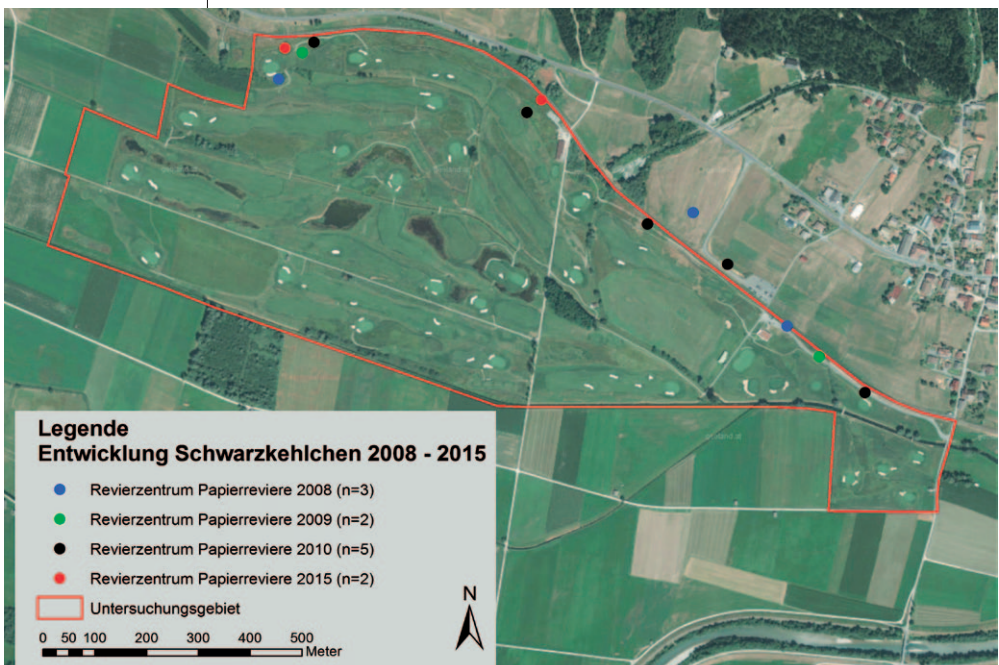 Legende
Entwicklung Schwarzkehlchen 2008 - 2015
Revierzentrum Papierreviere 2008 (n=3)
Revierzentrum Papierreviere 2009 (n=2)
Revierzentrum Papierreviere 2010 (n=5)
Revierzentrum Papierreviere 2015 (n=2)
Untersuchungsgebiet
N
0 50 100 200 300 400 500
Meter